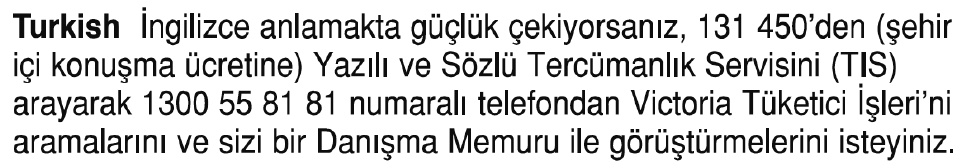 Turkish İngilizce anlamakta güçlük çekiyorsanız, 131 450’den (şehir
içi konuşma ücretine) Yazılı ve Sözlü Tercümanlık Servisini (TIS)
arayarak 1300 55 81 81 numaralı telefondan Victoria Tüketici İşleri’ni
aramalarını ve sizi bir Danışma Memuru ile görüştürmelerini isteyiniz.